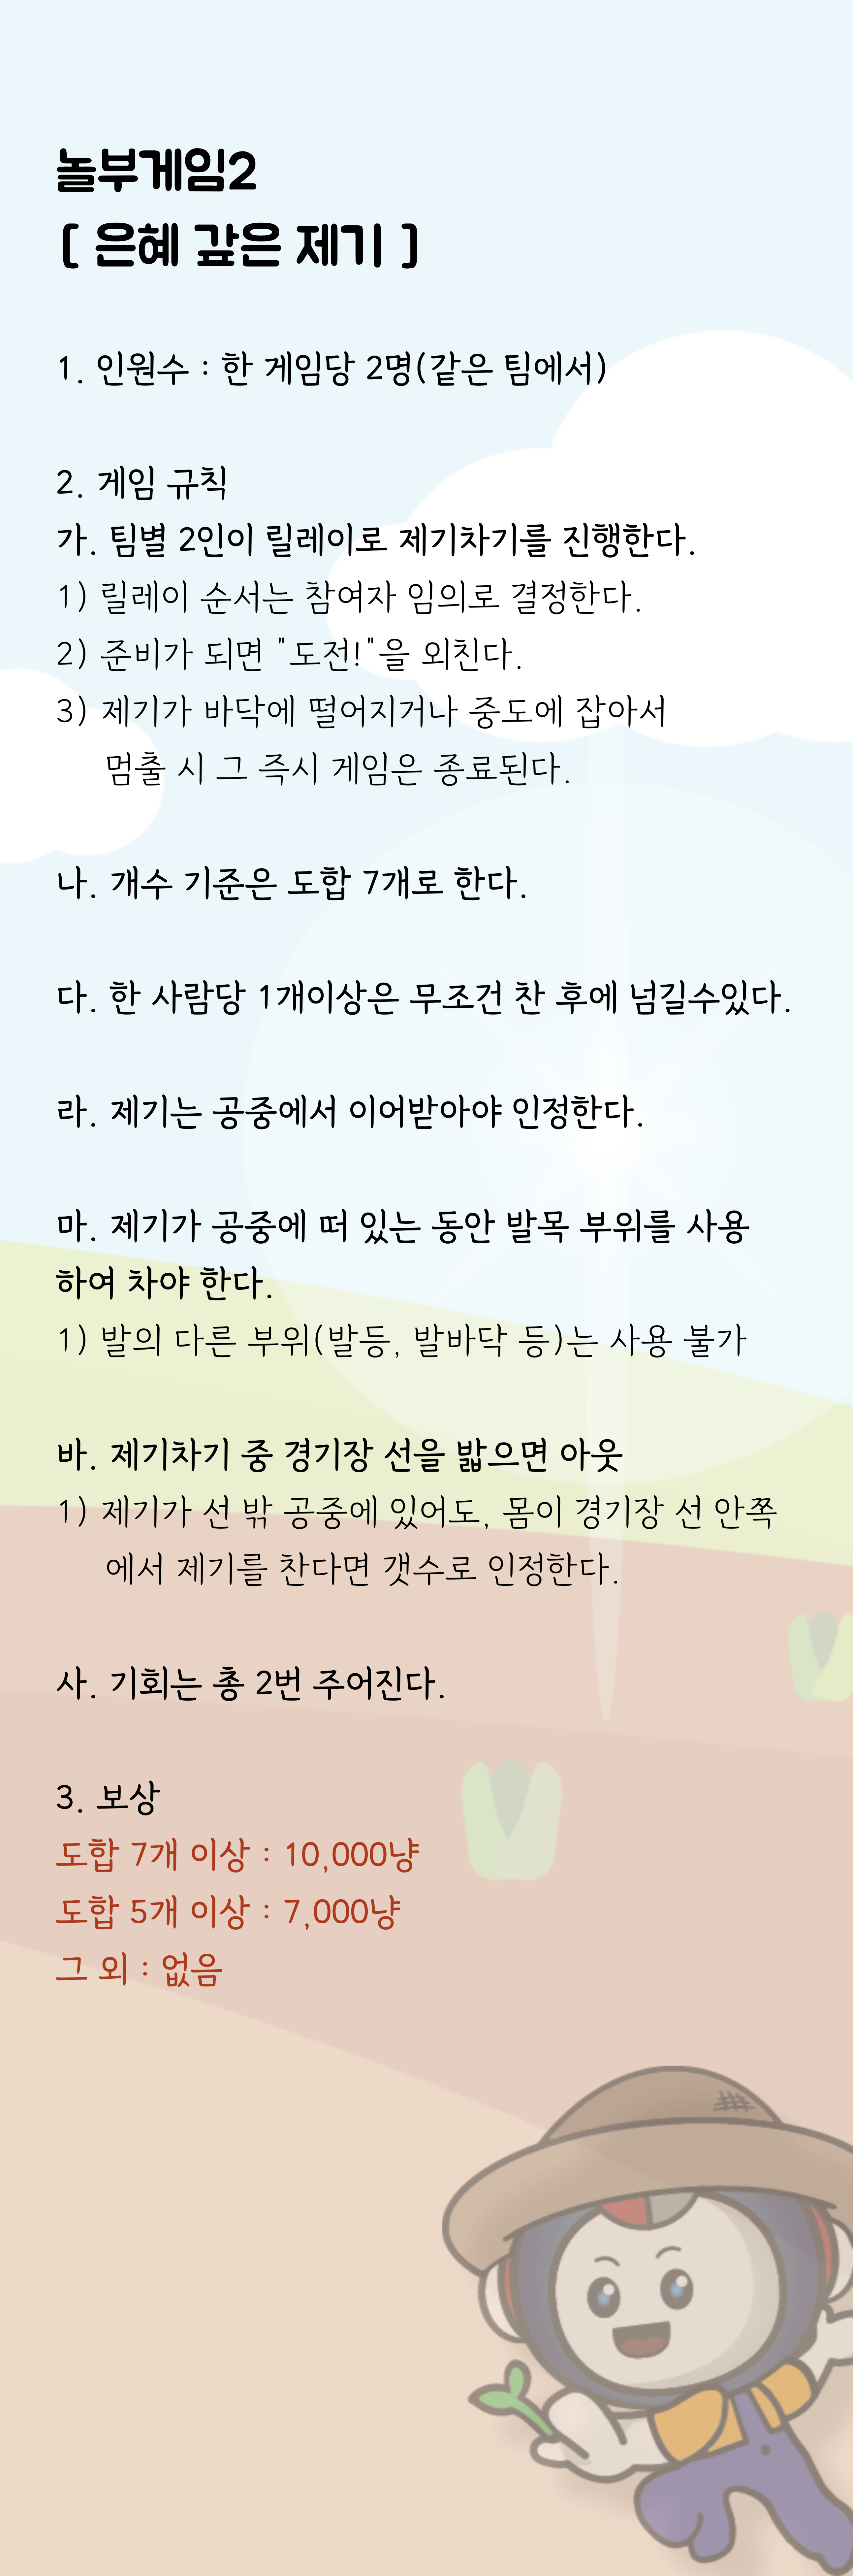 놀부게임2
[ 은혜 갚은 제기 ]
1. 인원수 : 한 게임당 2명(같은 팀에서)
2. 게임 규칙
가. 팀별 2인이 릴레이로 제기차기를 진행한다.
1) 릴레이 순서는 참여자 임의로 결정한다.
2) 준비가 되면 "도전!"을 외친다.
3) 제기가 바닥에 떨어지거나 중도에 잡아서
멈출 시 그 즉시 게임은 종료된다.
나. 개수 기준은 도합 7개로 한다.
다. 한 사람당 1개이상은 무조건 찬 후에 넘길수있다.
라. 제기는 공중에서 이어받아야 인정한다.
마. 제기가 공중에 떠 있는 동안 발목 부위를 사용
하여 차야 한다.
1) 발의 다른 부위(발등, 발바닥 등)는 사용 불가
바. 제기차기 중 경기장 선을 밟으면 아웃
1) 제기가 선 밖 공중에 있어도, 몸이 경기장 선 안쪽
에서 제기를 찬다면 갯수로 인정한다.
사. 기회는 총 2번 주어진다.
3. 보상
도합 7개 이상 : 10,000냥
도합 5개 이상 : 7,000냥
그 외 : 없음